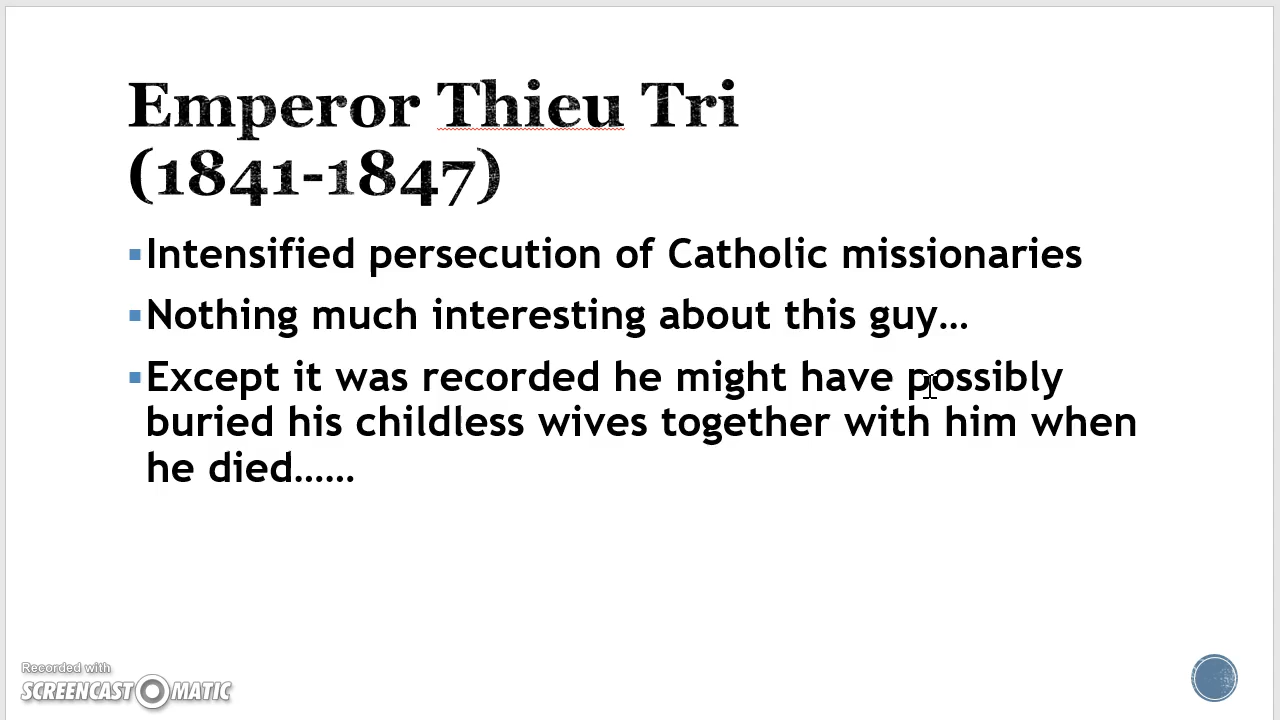 Emperor Thieu Tri
(1841-1847)
▪Intensified persecution of Catholic missionaries
▪Nothing much interesting about this guy…
▪Except it was recorded he might have possibly
buried his childless wives together with him when
he died……
Recorded with
SCREENCAST MATIC